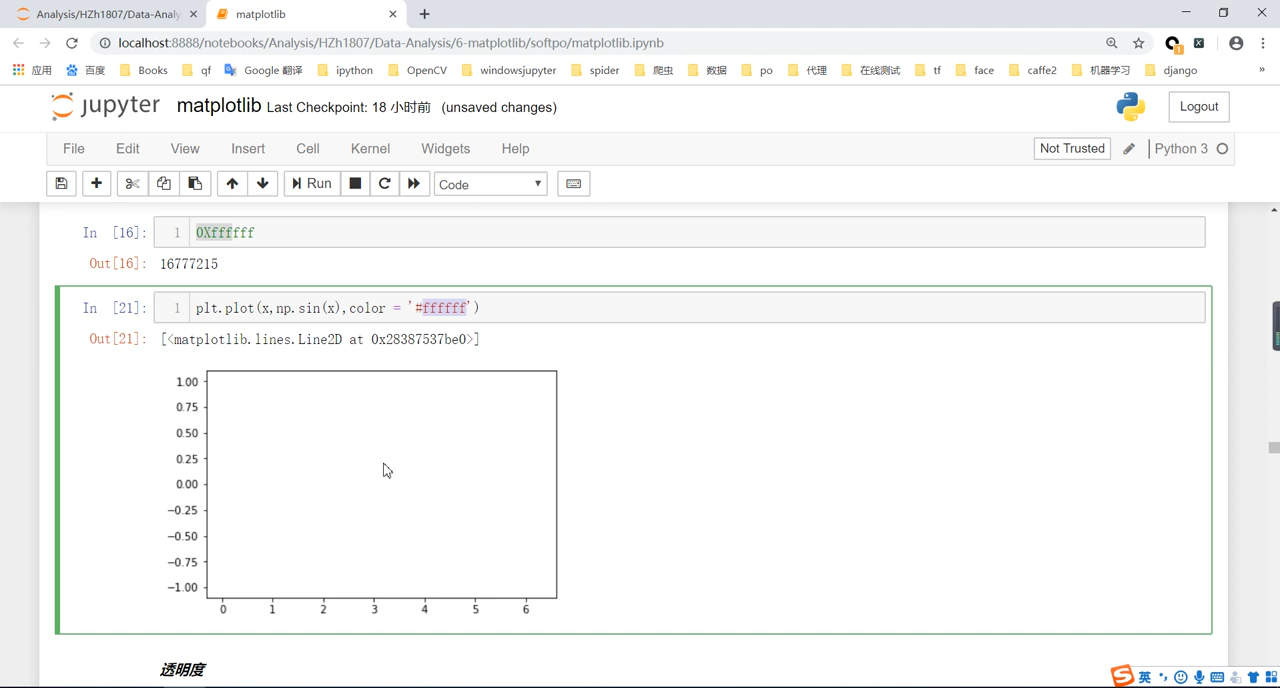 Analysis/HZh1807/Data-Analy
matplotlib
localhost:8888/notebooks/Analysis/HZh1807/Data-Analysis/6-matplotlib/softpo/matplotlib.ipynb
应用 百度 Books qf Google 翻译 ipython OpenCV windowsjupyter spider 爬虫 数据 po 代理 在线测试 tf face caffe2 机器学习 django »
jupyter matplotlib Last Checkpoint: 18 小时前 (unsaved changes)
Logout
File Edit View Insert Cell Kernel Widgets Help
Not Trusted
Python 3
Run
Code
In [16]: 1 0Xffffff
Out[16]: 16777215
In [21]: 1 plt.plot(x,np.sin(x),color = '#ffffff')
Out[21]: [<matplotlib.lines.Line2D at 0x28387537be0>]
1.00
0.75
0.50
0.25
0.00
−0.25
−0.50
−0.75
−1.00
0 1 2 3 4 5 6
透明度
英